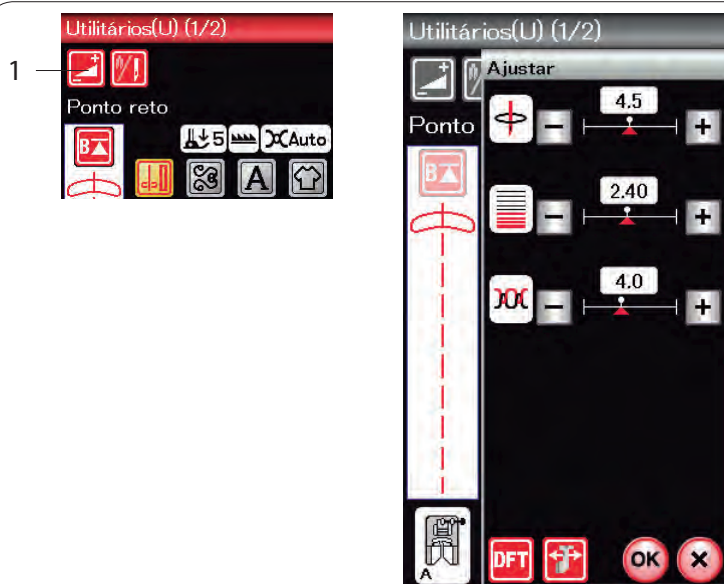 Utilitários(U) (1/2)
1
Ponto reto
B
5
Auto
A
Utilitários(U) (1/2)
Ajustar
4.5
Ponto
B
2.40
4.0
A
DFT
OK